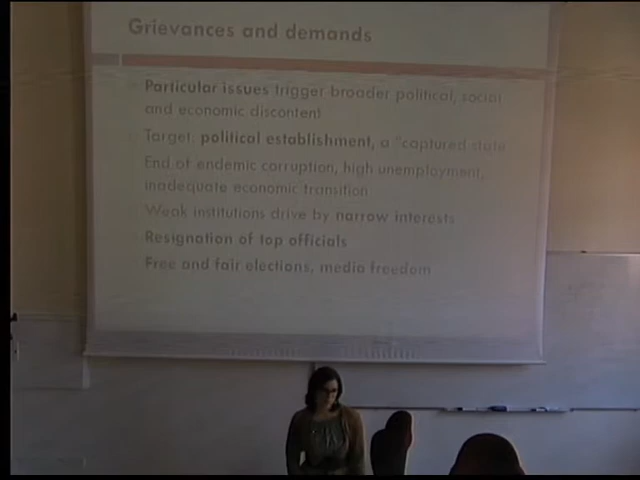 Grievances and demands
Particular issues trigger broader political, social
and economic discontent
Target: political establishment, a "captured state
End of endemic corruption, high unemployment,
inadequate economic transition
Weak institutions drive by narrow interests
Resignation of top officials
Free and fair elections, media freedom